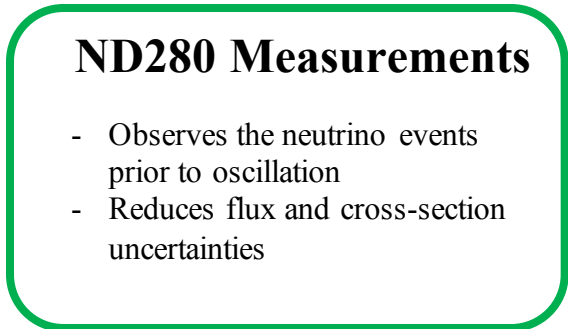 ND280 Measurements
- Observes the neutrino events
prior to oscillation
- Reduces flux and cross-section
uncertainties